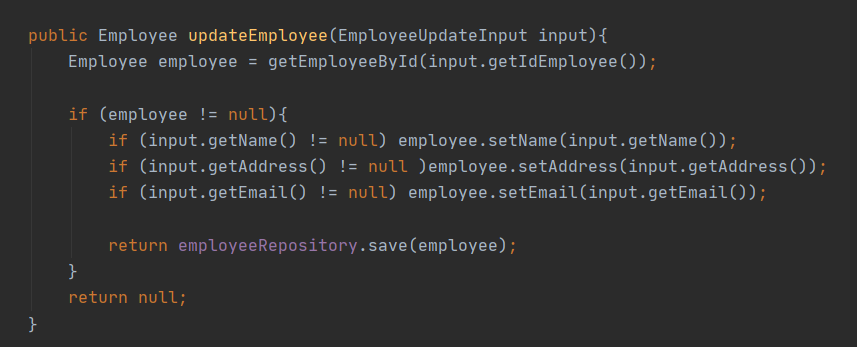 public Employee updateEmployee(EmployeeUpdateInput input){
Employee employee = getEmployeeById(input.getIdEmployee());
if (employee != null){
if (input.getName() != null) employee.setName(input.getName());
if (input.getAddress() != null )employee.setAddress(input.getAddress());
if (input.getEmail() != null) employee.setEmail(input.getEmail());
return employeeRepository.save(employee);
}
return null;
}